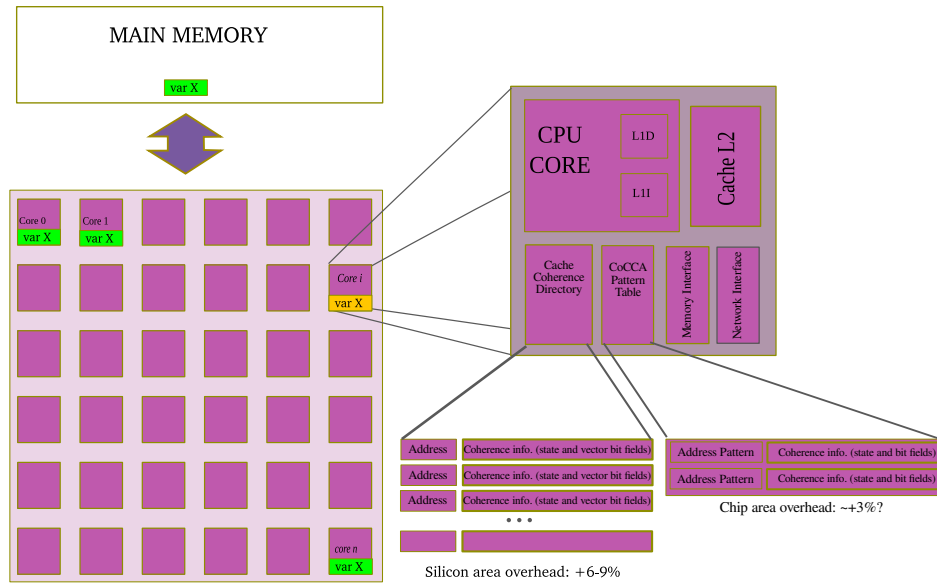 MAIN MEMORY
var X
Core 0
var X
Core 1
var X
Core i
var X
core n
var X
CPU
CORE
L1D
L1I
Cache L2
Cache
Coherence
Directory
CoCCA
Pattern
Table
Memory Interface
Network Interface
Address
Coherence info. (state and vector bit fields)
Address
Coherence info. (state and vector bit fields)
Address
Coherence info. (state and vector bit fields)
• • •
Silicon area overhead: +6-9%
Address Pattern
Coherence info. (state and bit fields)
Address Pattern
Coherence info. (state and bit fields)
Chip area overhead: ~+3%?